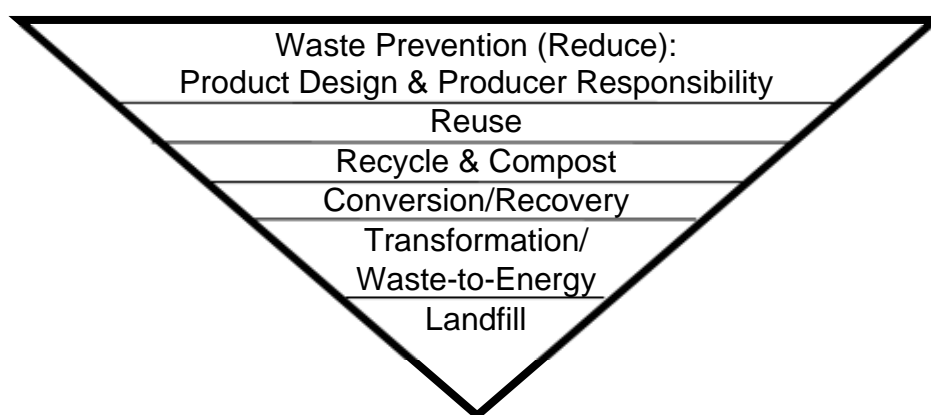 Waste Prevention (Reduce):
Product Design & Producer Responsibility
Reuse
Recycle & Compost
Conversion/Recovery
Transformation/
Waste-to-Energy
Landfill